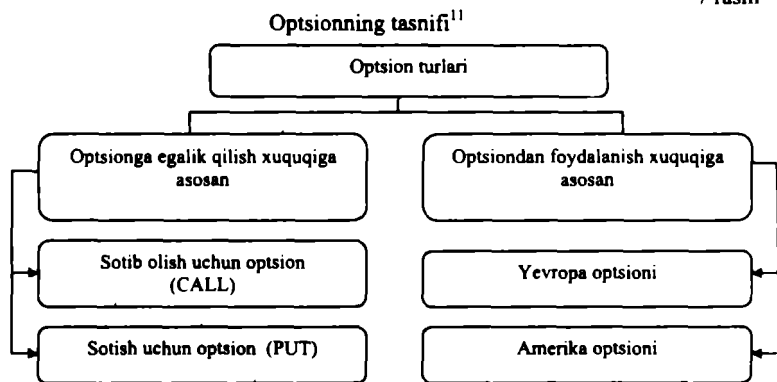 7 rasm
Optsionning tasnifi¹¹
Optsion turlari
Optsionga egalik qilish xuquqiga
asosan
Optsiondan foydalanish xuquqiga
asosan
Sotib olish uchun optsion
(CALL)
Yevropa optsioni
Sotish uchun optsion (PUT)
Amerika optsioni